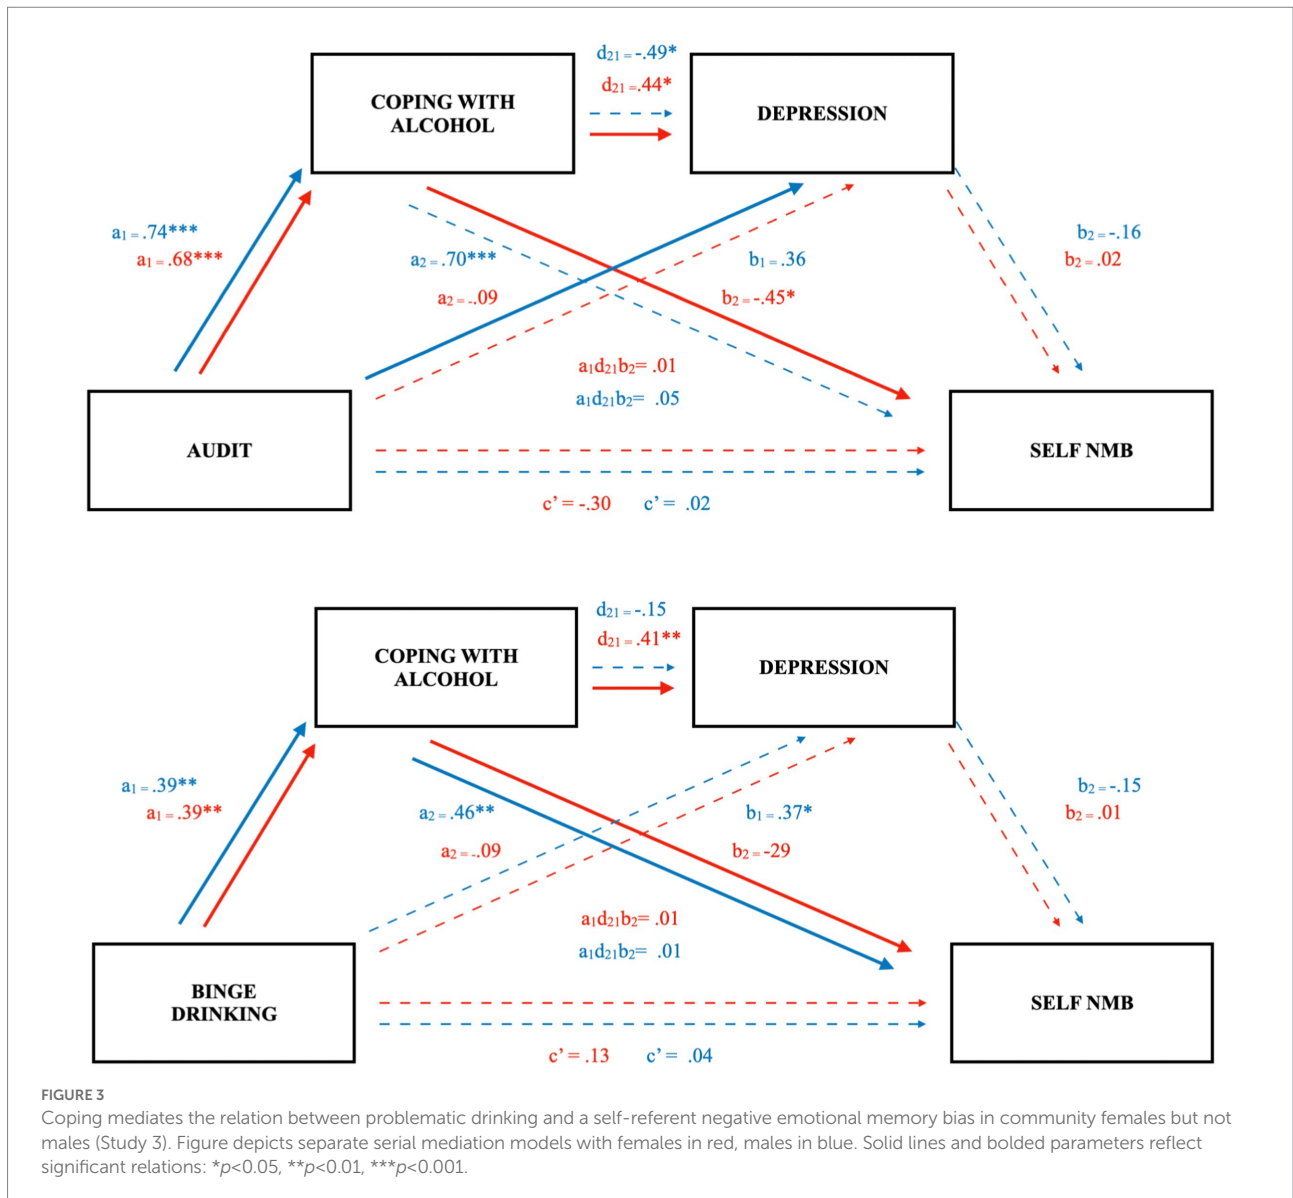 d21 = -.49*
d21 = .44*
COPING WITH
ALCOHOL
DEPRESSION
a1 = .74***
a1 = .68***
a2 = .70***
a2 = -.09
b1 = .36
b2 = -.45*
b2 = -.16
b2 = .02
a1d21b2= .01
a1d21b2= .05
AUDIT
SELF NMB
c’ = -.30 c’ = .02
d21 = -.15
d21 = .41**
COPING WITH
ALCOHOL
DEPRESSION
a1 = .39**
a1 = .39**
a2 = .46**
a2 = -.09
b1 = .37*
b2 = -29
b2 = -.15
b2 = .01
a1d21b2= .01
a1d21b2= .01
BINGE
DRINKING
SELF NMB
c’ = .13 c’ = .04
FIGURE 3
Coping mediates the relation between problematic drinking and a self-referent negative emotional memory bias in community females but not
males (Study 3). Figure depicts separate serial mediation models with females in red, males in blue. Solid lines and bolded parameters reflect
significant relations: *p<0.05, **p<0.01, ***p<0.001.